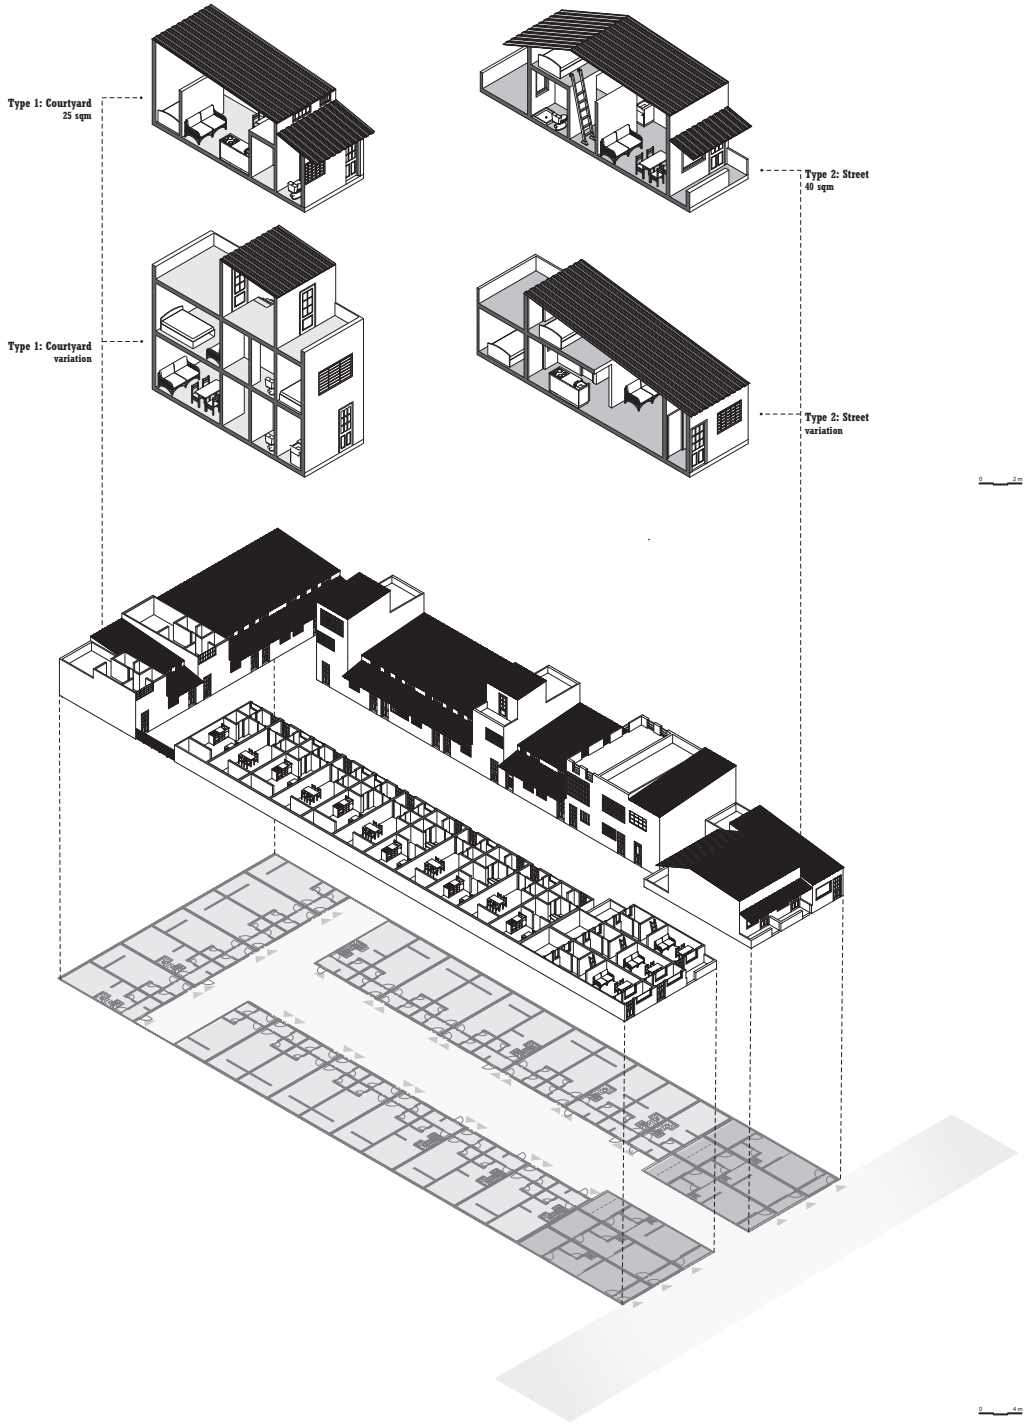 Type 1: Courtyard
25 sqm
Type 2: Street
40 sqm
Type 1: Courtyard
variation
Type 2: Street
variation
0 2 m
0 4 m